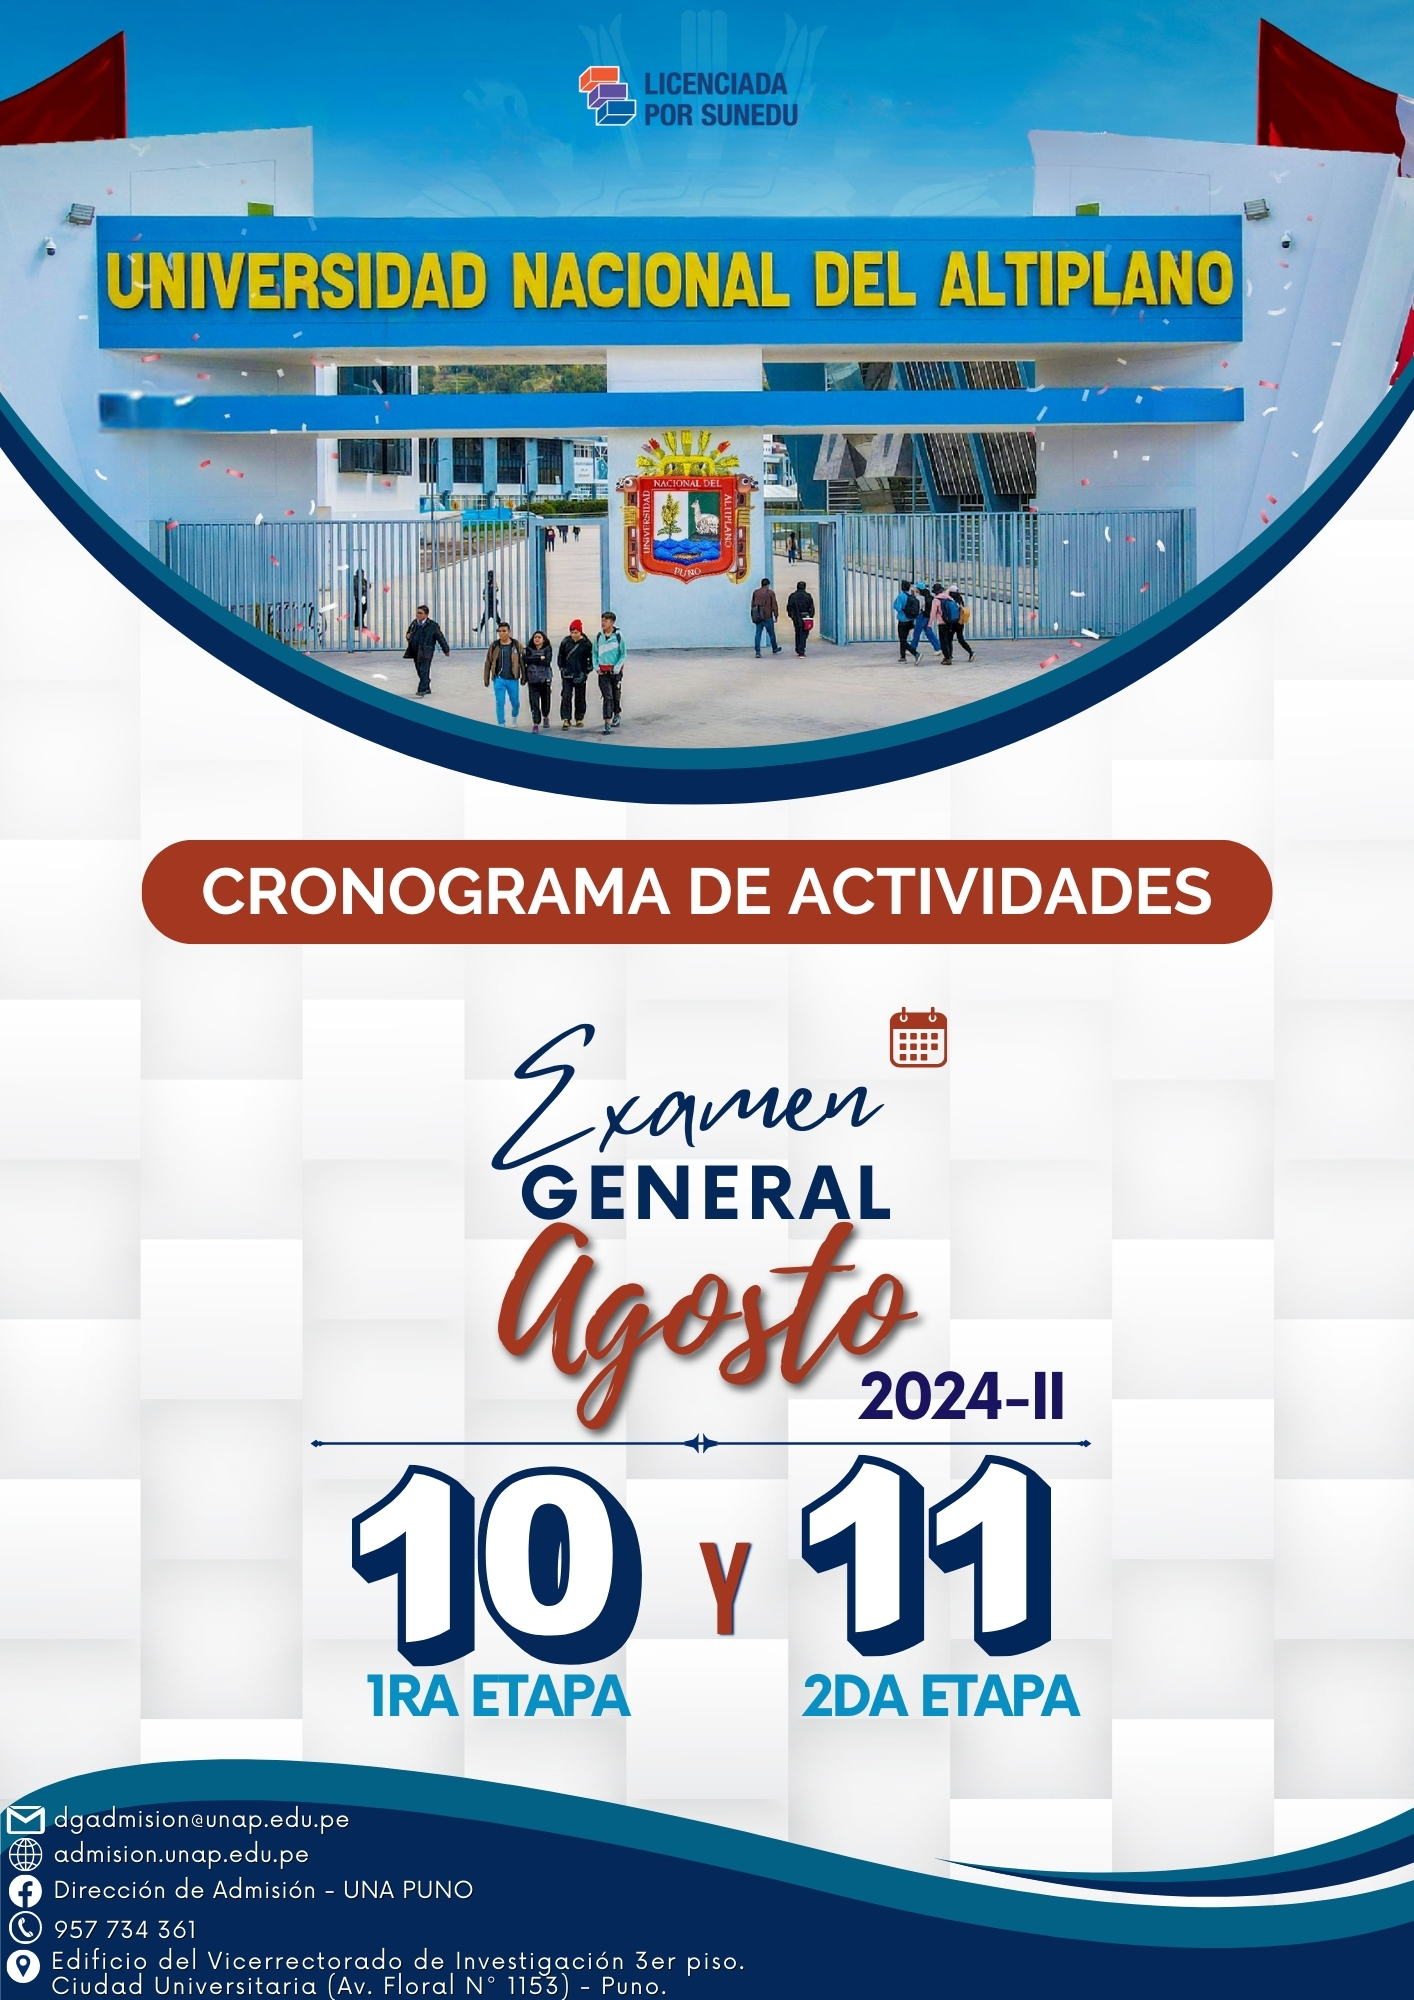 LICENCIADA
POR SUNEDU
UNIVERSIDAD NACIONAL DEL ALTIPLANO
NACIONAL DEL
UNIVERSIDAD
ALTIPLANO
PUNO
CRONOGRAMA DE ACTIVIDADES
Examen
GENERAL
Agosto
2024-II
10 Y 11
1RA ETAPA 2DA ETAPA
dgadmision@unap.edu.pe
admision.unap.edu.pe
Dirección de Admisión - UNA PUNO
957 734 361
Edificio del Vicerrectorado de Investigación 3er piso.
Ciudad Universitaria (Av. Floral N° 1153) - Puno.